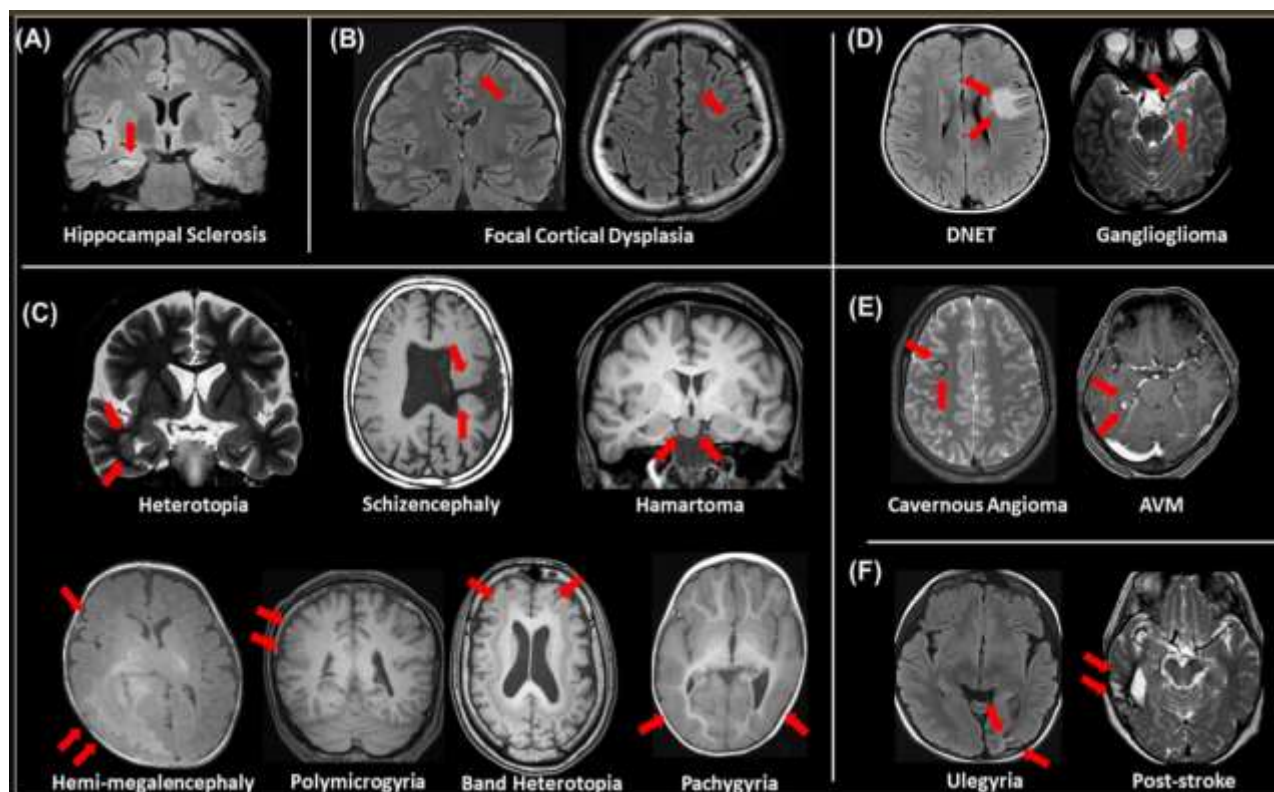 (A)
Hippocampal Sclerosis
(B)
Focal Cortical Dysplasia
(D)
DNET
Ganglioglioma
(C)
Heterotopia
Schizencephaly
Hamartoma
Hemi-megalencephaly
Polymicrogyria
Band Heterotopia
Pachygyria
(E)
Cavernous Angioma
AVM
(F)
Ulegyria
Post-stroke